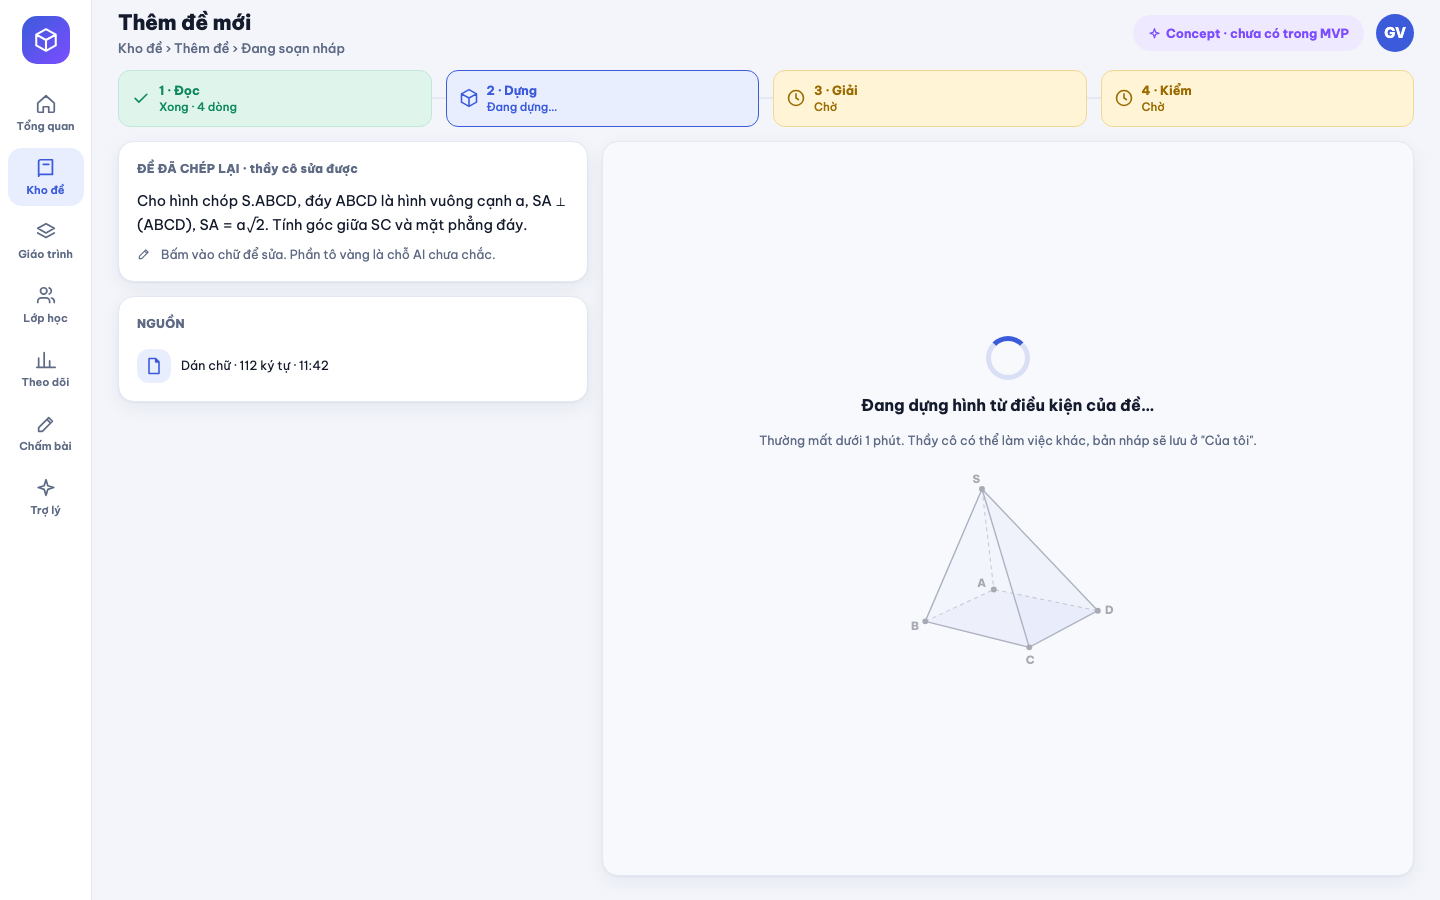 Thêm đề mới
Kho đề › Thêm đề › Đang soạn nháp
Concept · chưa có trong MVP
GV
Tổng quan
Kho đề
Giáo trình
Lớp học
Theo dõi
Chấm bài
Trợ lý
1 · Đọc
Xong · 4 dòng
2 · Dựng
Đang dựng...
3 · Giải
Chờ
4 · Kiểm
Chờ
ĐỀ ĐÃ CHÉP LẠI · thầy cô sửa được
Cho hình chóp S.ABCD, đáy ABCD là hình vuông cạnh a, SA ⊥
(ABCD), SA = a√2. Tính góc giữa SC và mặt phẳng đáy.
Bấm vào chữ để sửa. Phần tô vàng là chỗ AI chưa chắc.
NGUỒN
Dán chữ · 112 ký tự · 11:42
Đang dựng hình từ điều kiện của đề...
Thường mất dưới 1 phút. Thầy cô có thể làm việc khác, bản nháp sẽ lưu ở "Của tôi".
S
A
D
B
C